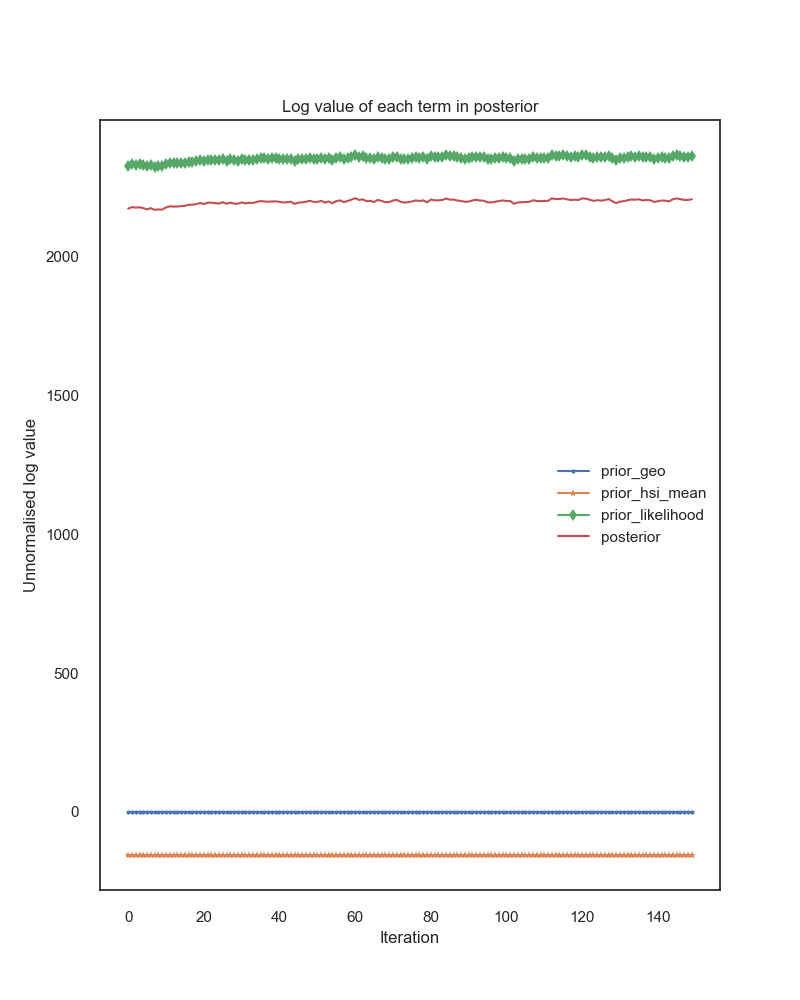 Log value of each term in posterior
Unnormalised log value
2000
1500
1000
500
0
prior_geo
prior_hsi_mean
prior_likelihood
posterior
0 20 40 60 80 100 120 140
Iteration